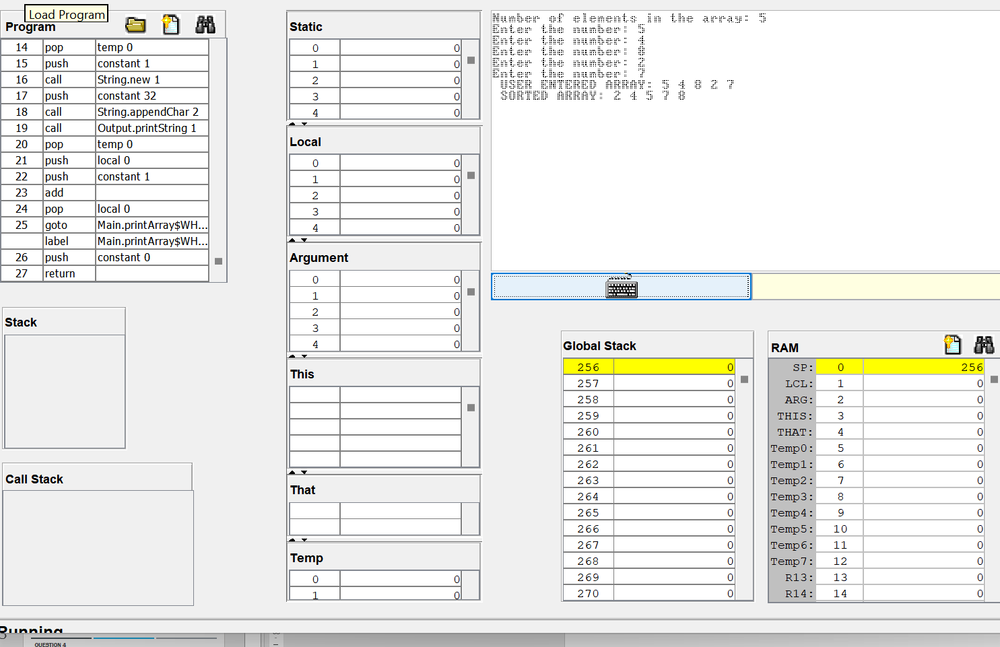 Load Program
Program
14 pop temp 0
15 push constant 1
16 call String.new 1
17 push constant 32
18 call String.appendChar 2
19 call Output.printString 1
20 pop temp 0
21 push local 0
22 push constant 1
23 add
24 pop local 0
25 goto Main.printArray$WH...
label Main.printArray$WH...
26 push constant 0
27 return
Stack
Call Stack
Static
0 0
1 0
2 0
3 0
4 0
Local
0 0
1 0
2 0
3 0
4 0
Argument
0 0
1 0
2 0
3 0
4 0
This
That
Temp
0 0
1 0
Number of elements in the array: 5
Enter the number: 5
Enter the number: 4
Enter the number: 8
Enter the number: 2
Enter the number: 7
USER ENTERED ARRAY: 5 4 8 2 7
SORTED ARRAY: 2 4 5 7 8
Global Stack
256 0
257 0
258 0
259 0
260 0
261 0
262 0
263 0
264 0
265 0
266 0
267 0
268 0
269 0
270 0
RAM
SP: 0 256
LCL: 1 0
ARG: 2 0
THIS: 3 0
THAT: 4 0
Temp0: 5 0
Temp1: 6 0
Temp2: 7 0
Temp3: 8 0
Temp4: 9 0
Temp5: 10 0
Temp6: 11 0
Temp7: 12 0
R13: 13 0
R14: 14 0
Running
QUESTION 4